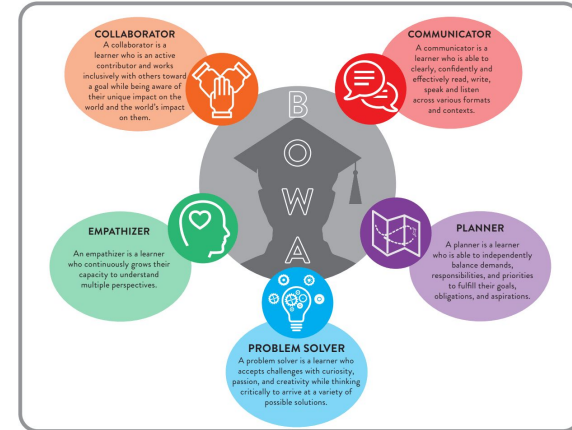 COLLABORATOR
A collaborator is a
learner who is an active
contributor and works
inclusively with others toward
a goal while being aware of
their unique impact on the
world and the world's impact
on them.
COMMUNICATOR
A communicator is a
learner who is able to
clearly, confidently and
effectively read, write,
speak and listen
across various formats
and contexts.
B
O
W
A
EMPATHIZER
An empathizer is a learner
who continuously grows their
capacity to understand
multiple perspectives.
PLANNER
A planner is a learner
who is able to independently
balance demands,
responsibilities, and priorities
to fulfill their goals,
obligations, and aspirations.
PROBLEM SOLVER
A problem solver is a learner who
accepts challenges with curiosity,
passion, and creativity while thinking
critically to arrive at a variety of
possible solutions.